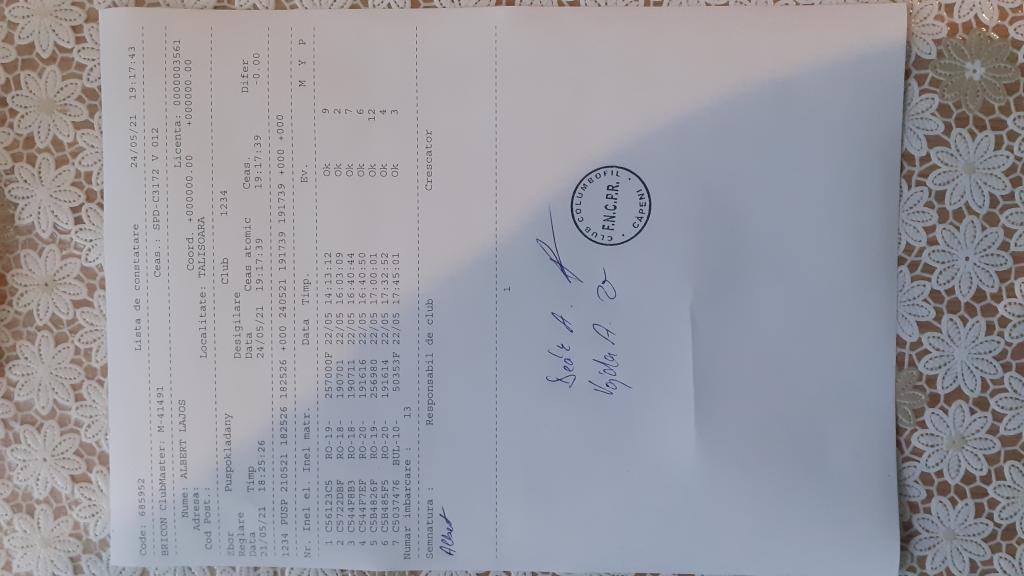 Lista de constatare 24/05/21 19:17:43
Code: 685952
BRICON ClubMaster: M-41491 Ceas.: SPD-C3172 V 012
Nume: ALBERT LAJOS Licenta: 0000003561
Adresa: Coord. +000000.00 +0000000.00
Cod Post.: Localitate: TALISOARA
Zbor Puspokladany Club 1234
Reglare Desigilare
Data Timp Data Ceas atomic Ceas. Difer
21/05/21 18:25:26 24/05/21 19:17:39 19:17:39 -0.00
1234 PUSP 210521 182526 182526 +000 240521 191739 191739 +000 +000
Nr. Inel el. Inel matr. Data Timp. Ev. M Y P
1 C56123C5 RO-19- 257000F 22/05 14:13:12 Ok 9
2 C5722DBF RO-18- 190701 22/05 16:03:09 Ok 2
3 C544F8B3 RO-18- 190711 22/05 16:40:44 Ok 7
4 C544F7EF RO-20- 191616 22/05 16:40:50 Ok 6
5 C5B4826F RO-19- 256980 22/05 17:00:01 Ok 12
6 C5B485F5 RO-20- 191614 22/05 17:32:52 Ok 4
7 C5037476 BUL-10- 50353F 22/05 17:45:01 Ok 3
Numar imbarcare : 13
Semnatura : Responsabil de club Crescator
Albert
1
A.
A.
CLUB COLUMBOFIL
F.N.C.P.R.
CAPENI